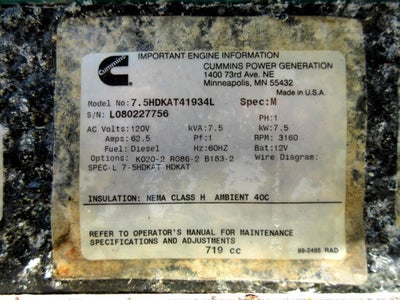 IMPORTANT ENGINE INFORMATION
Cummins
CUMMINS POWER GENERATION
1400 73rd Ave. NE
Minneapolis, MN 55432
Made in U.S.A.
Model No: 7.5HDKAT41934L Spec: M
S/N: L080227756 PH: 1
AC Volts: 120V kVA: 7.5 kW: 7.5
Amps: 62.5 Pf: 1 RPM: 3160
Fuel: Diesel Hz: 60HZ Bat: 12V
Options: K020-2 R086-2 B183-2 Wire Diagram:
SPEC-L 7-5HDKAT HDKAT
INSULATION: NEMA CLASS H AMBIENT 40C
REFER TO OPERATOR'S MANUAL FOR MAINTENANCE
SPECIFICATIONS AND ADJUSTMENTS
719 cc
99-2495 RAD